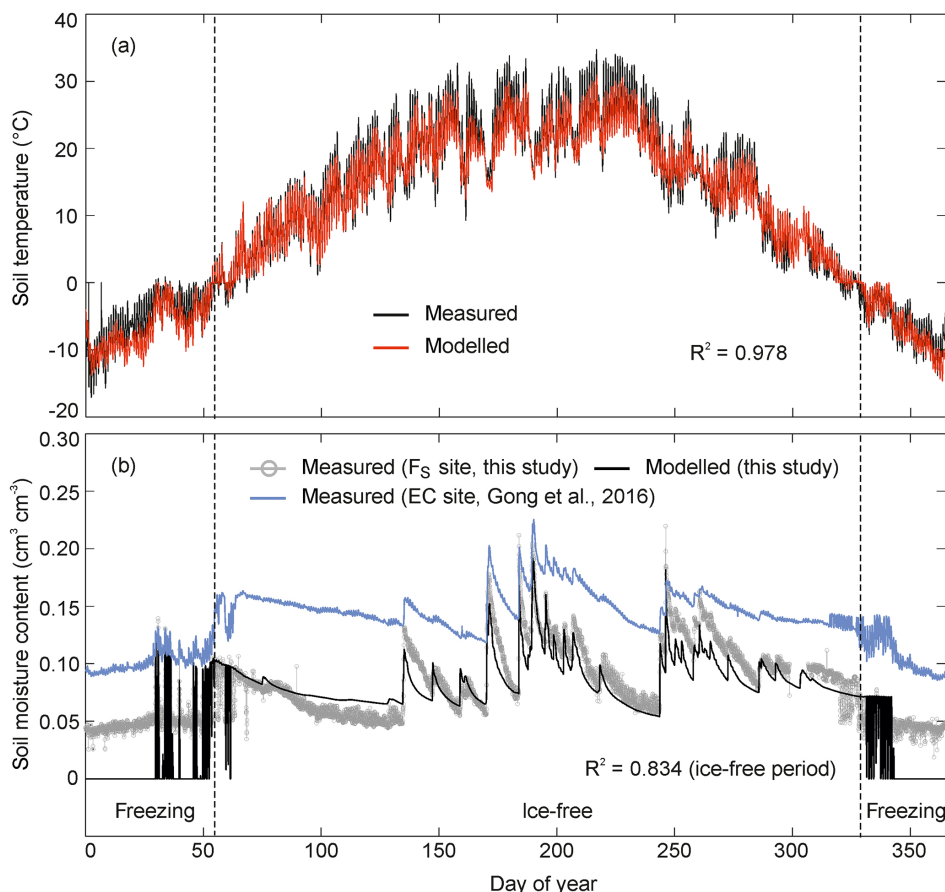 (a)
40
30
20
10
0
-10
-20
Soil temperature (°C)
Measured
Modelled
R² = 0.978
(b)
0.30
0.25
0.20
0.15
0.10
0.05
0
Soil moisture content (cm³ cm⁻³)
Measured (F_S site, this study) Modelled (this study)
Measured (EC site, Gong et al., 2016)
R² = 0.834 (ice-free period)
Freezing Ice-free Freezing
0 50 100 150 200 250 300 350
Day of year